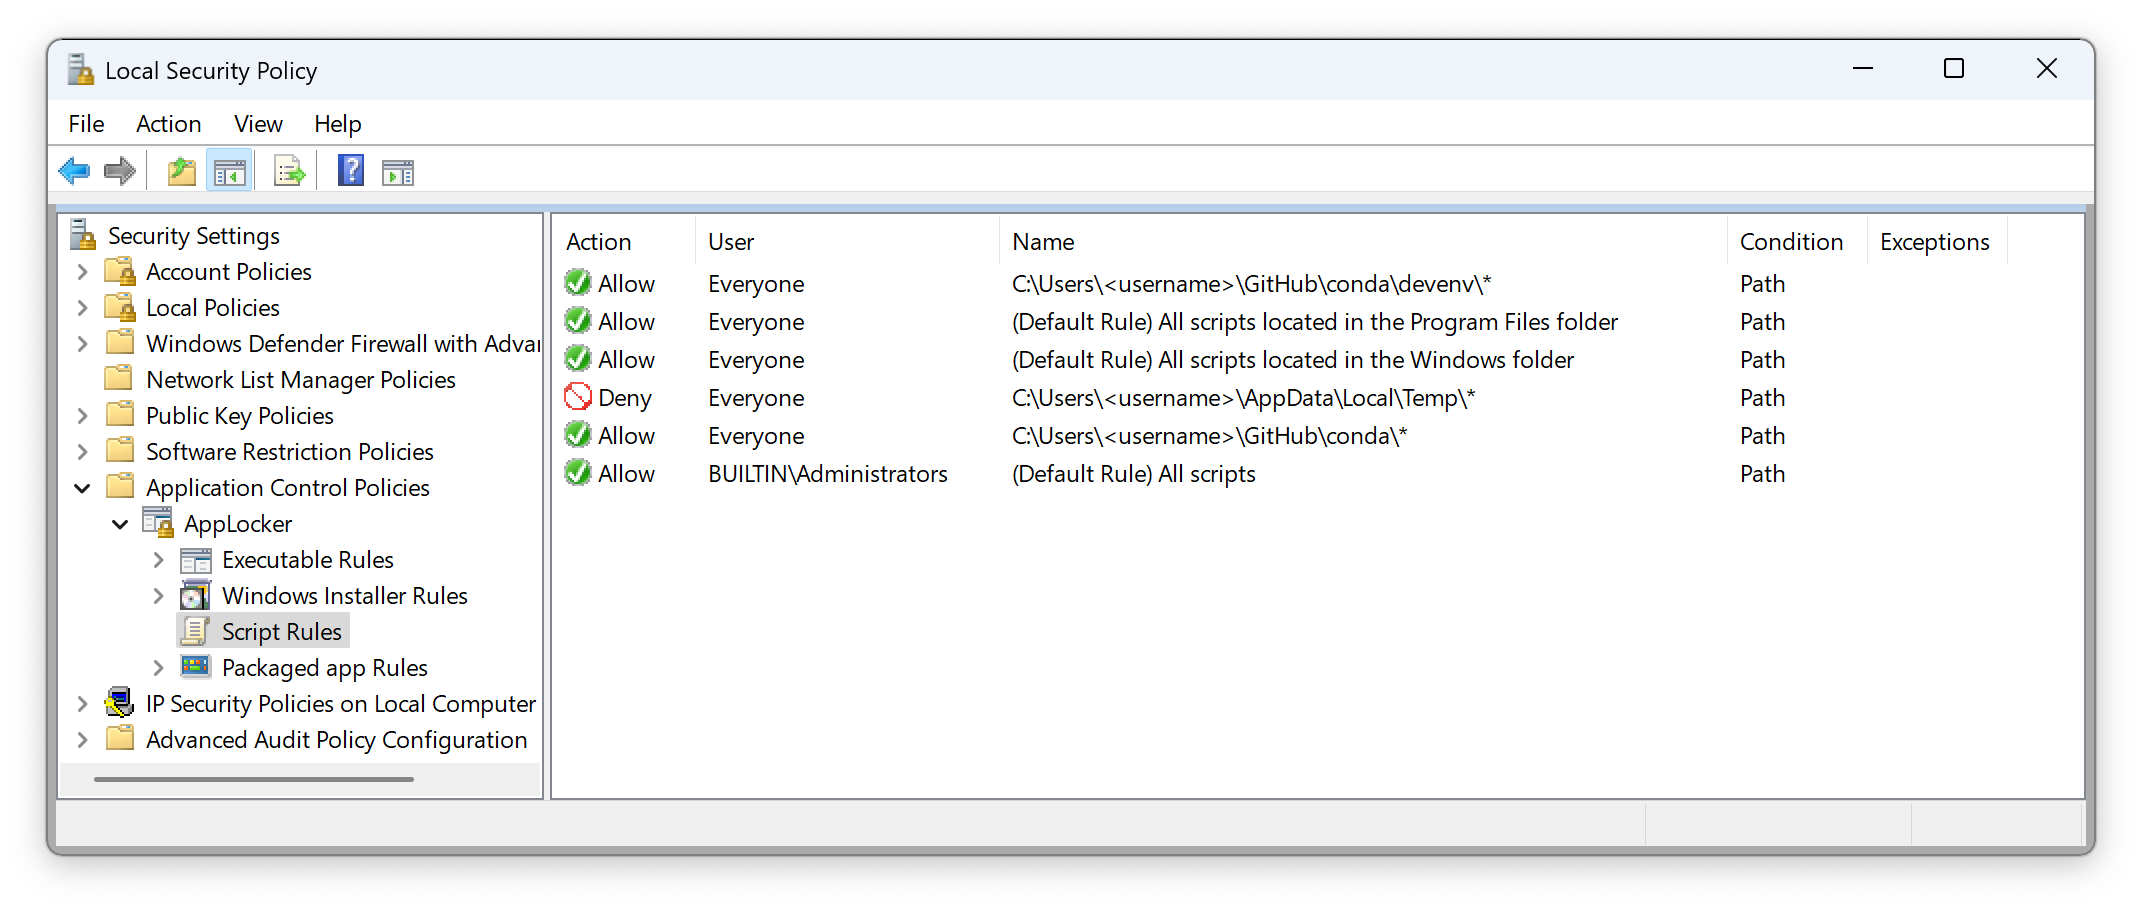 Local Security Policy
File Action View Help
Security Settings
Account Policies
Local Policies
Windows Defender Firewall with Advai
Network List Manager Policies
Public Key Policies
Software Restriction Policies
Application Control Policies
AppLocker
Executable Rules
Windows Installer Rules
Script Rules
Packaged app Rules
IP Security Policies on Local Computer
Advanced Audit Policy Configuration
Action User Name Condition Exceptions
Allow Everyone C:\Users\<username>\GitHub\conda\devenv\* Path
Allow Everyone (Default Rule) All scripts located in the Program Files folder Path
Allow Everyone (Default Rule) All scripts located in the Windows folder Path
Deny Everyone C:\Users\<username>\AppData\Local\Temp\* Path
Allow Everyone C:\Users\<username>\GitHub\conda\* Path
Allow BUILTIN\Administrators (Default Rule) All scripts Path